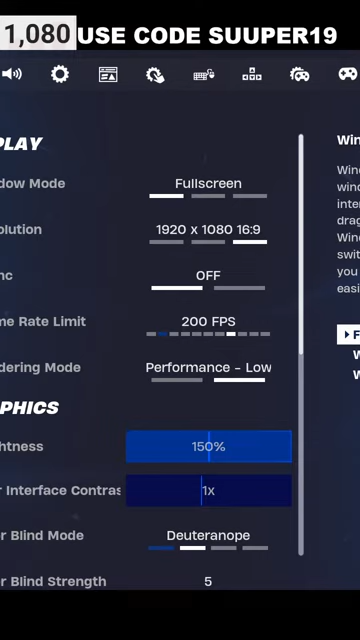 1,080 USE CODE SUUPER19
PLAY Win
dow Mode Fullscreen
olution 1920 x 1080 16:9
nc OFF
me Rate Limit 200 FPS
dering Mode Performance - Low
PHICS
htness 150%
r Interface Contras 1x
r Blind Mode Deuteranope
r Blind Strength 5
Win
wind
inter
drag
Win
swit
you
easi
F
W
W